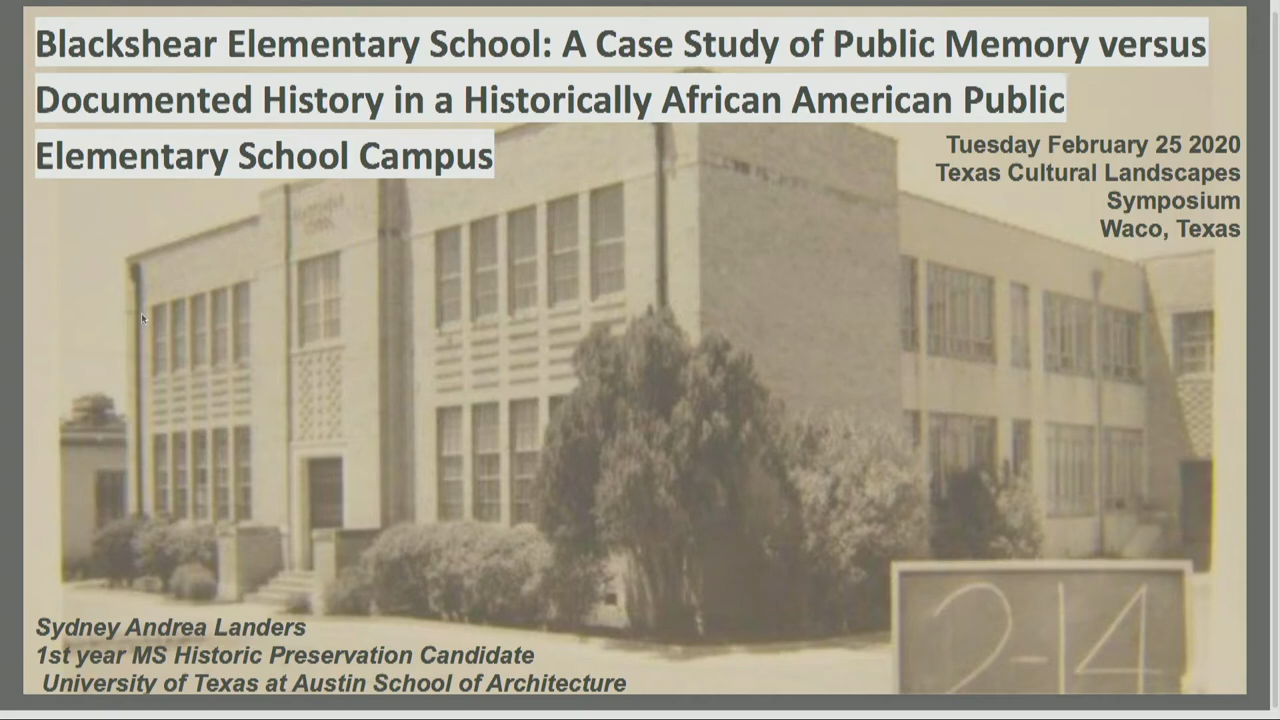 Blackshear Elementary School: A Case Study of Public Memory versus
Documented History in a Historically African American Public
Elementary School Campus
Tuesday February 25 2020
Texas Cultural Landscapes
Symposium
Waco, Texas
Sydney Andrea Landers
1st year MS Historic Preservation Candidate
University of Texas at Austin School of Architecture
2-14